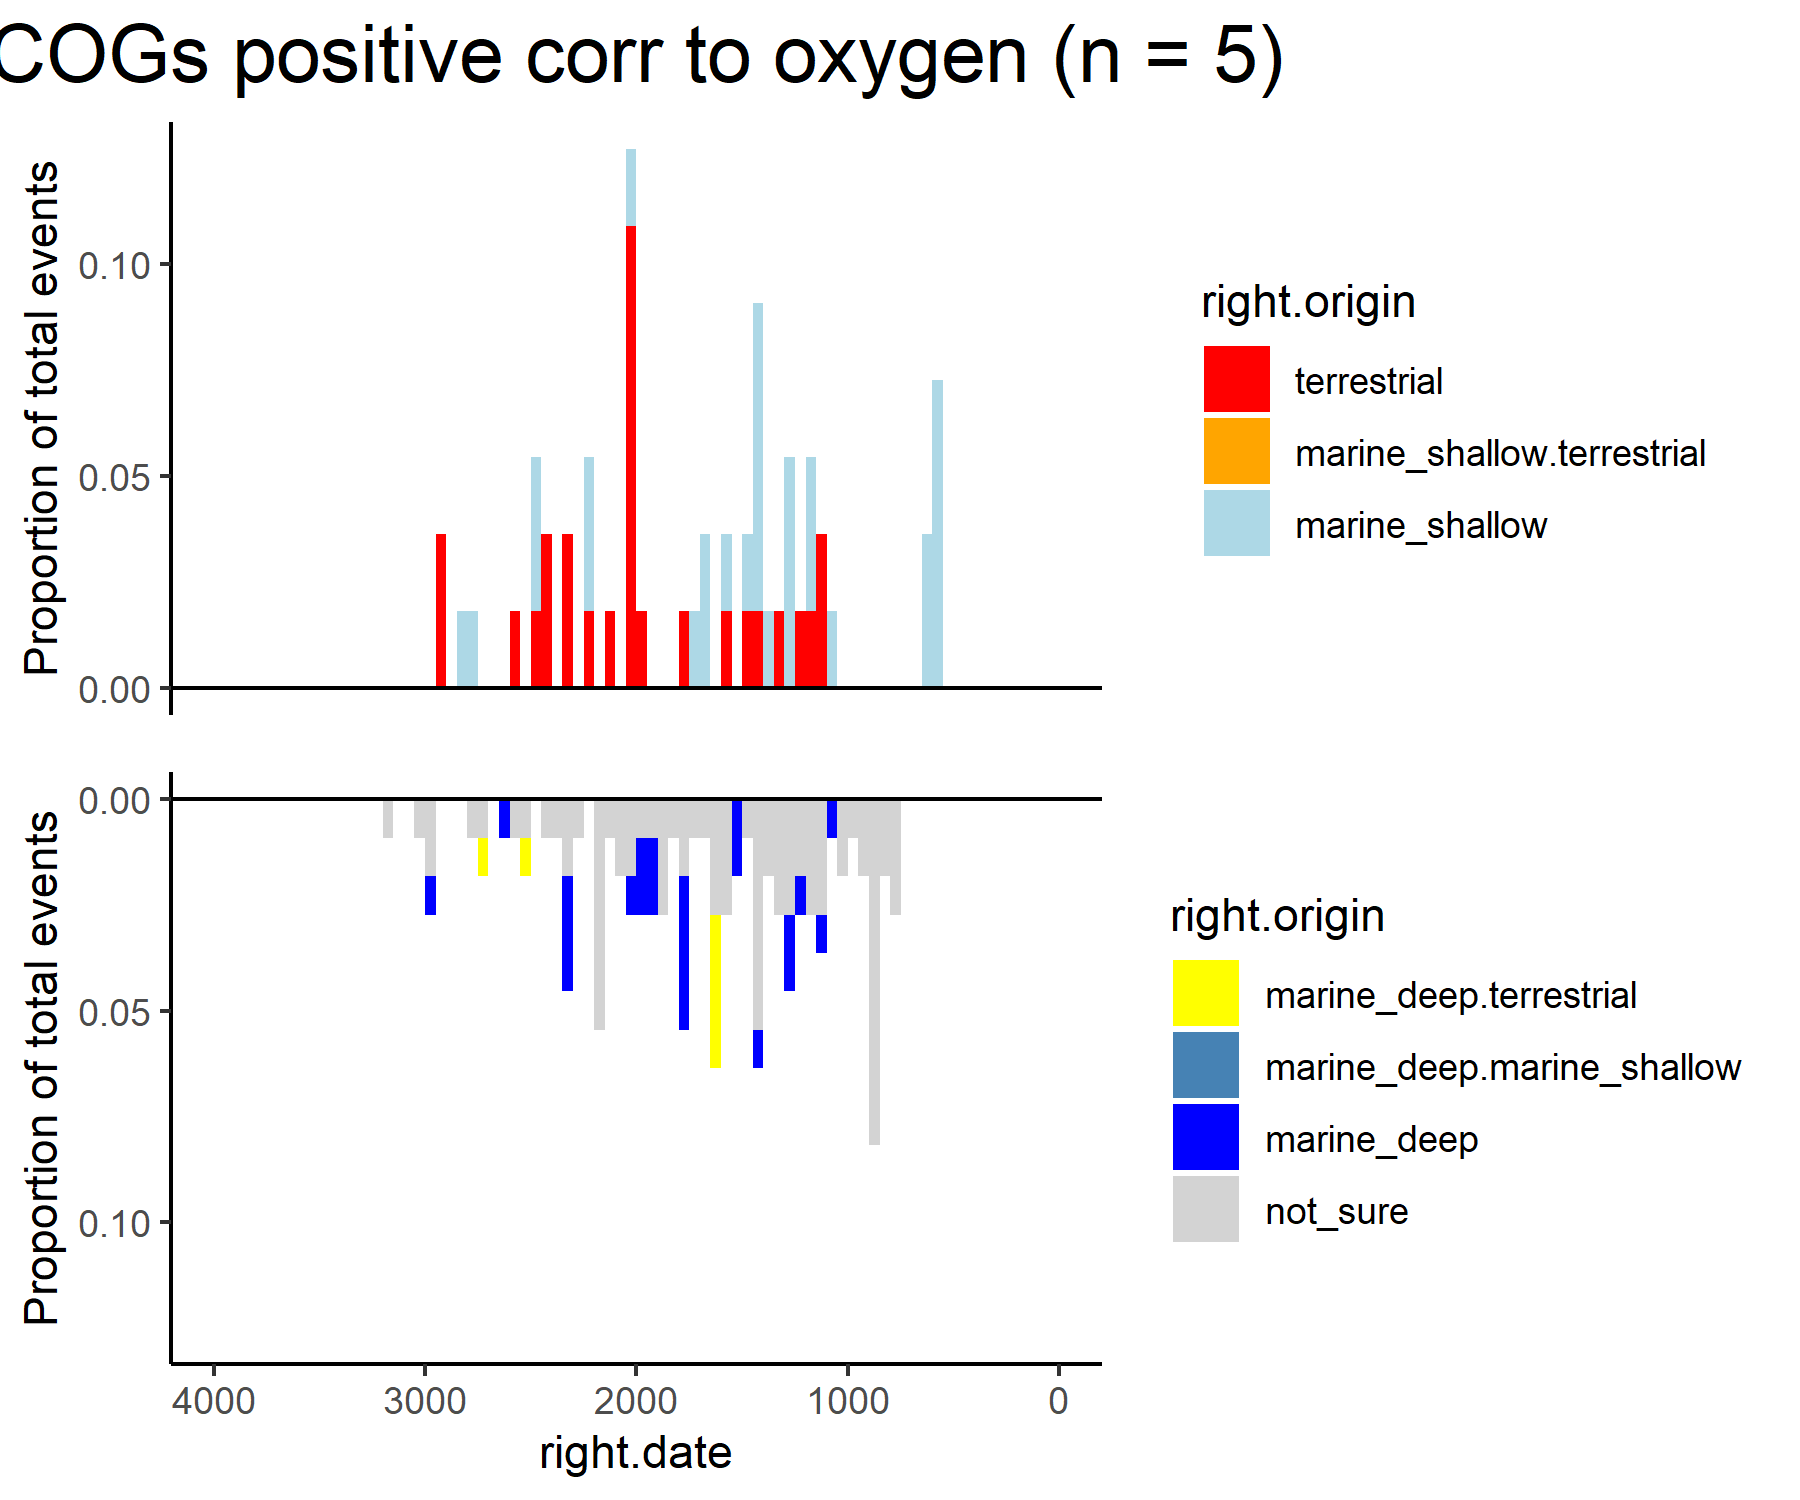 COGs positive corr to oxygen (n = 5)
Proportion of total events
0.10
0.05
0.00
right.origin
terrestrial
marine_shallow.terrestrial
marine_shallow
Proportion of total events
0.00
0.05
0.10
right.origin
marine_deep.terrestrial
marine_deep.marine_shallow
marine_deep
not_sure
4000 3000 2000 1000 0
right.date